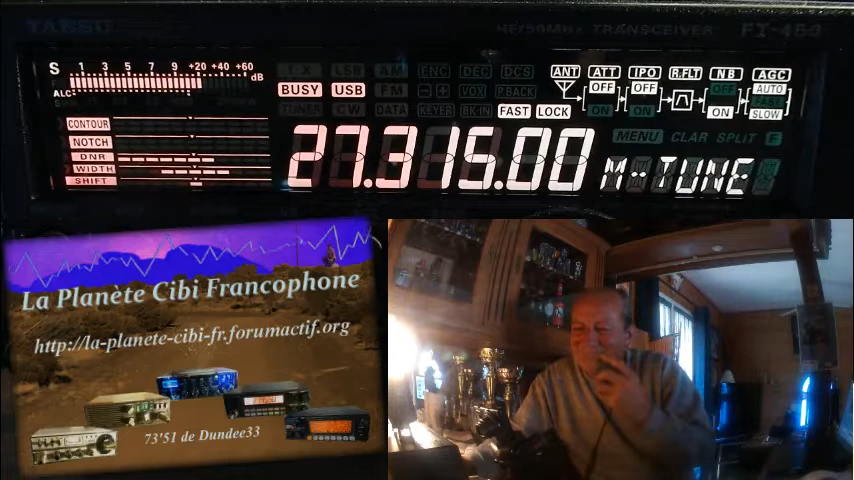 YAESU HF/50MHz TRANSCEIVER FT-450
S 1 3 5 7 9 +20 +40 +60 dB
ALC
T.X LSB AM ENC DEC DCS
BUSY USB FM VOX P.BACK
TUNER CW DATA KEYER BK-IN FAST LOCK
ANT ATT IPO R.FLT NB AGC
OFF OFF OFF AUTO
ON ON ON FAST
SLOW
CONTOUR
NOTCH
DNR
WIDTH
SHIFT
27.315.00
MENU CLAR SPLIT F
M-TUNE
La Planète Cibi Francophone
http://la-planete-cibi-fr.forumactif.org
73'51 de Dundee33